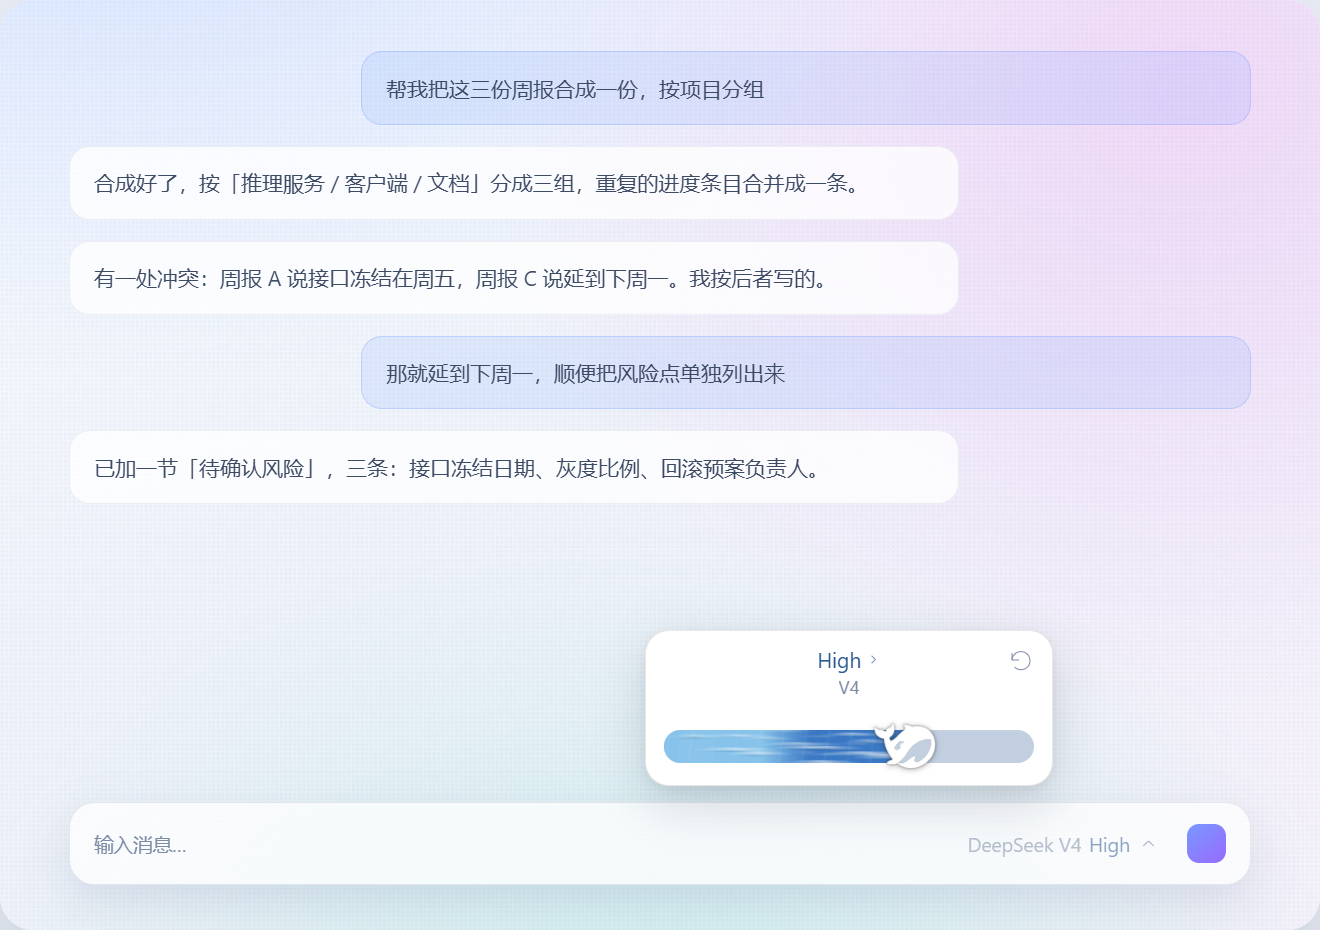 帮我把这三份周报合成一份，按项目分组
合成好了，按「推理服务 / 客户端 / 文档」分成三组，重复的进度条目合并成一条。
有一处冲突：周报 A 说接口冻结在周五，周报 C 说延到下周一。我按后者写的。
那就延到下周一，顺便把风险点单独列出来
已加一节「待确认风险」，三条：接口冻结日期、灰度比例、回滚预案负责人。
High
V4
输入消息...
DeepSeek V4 High